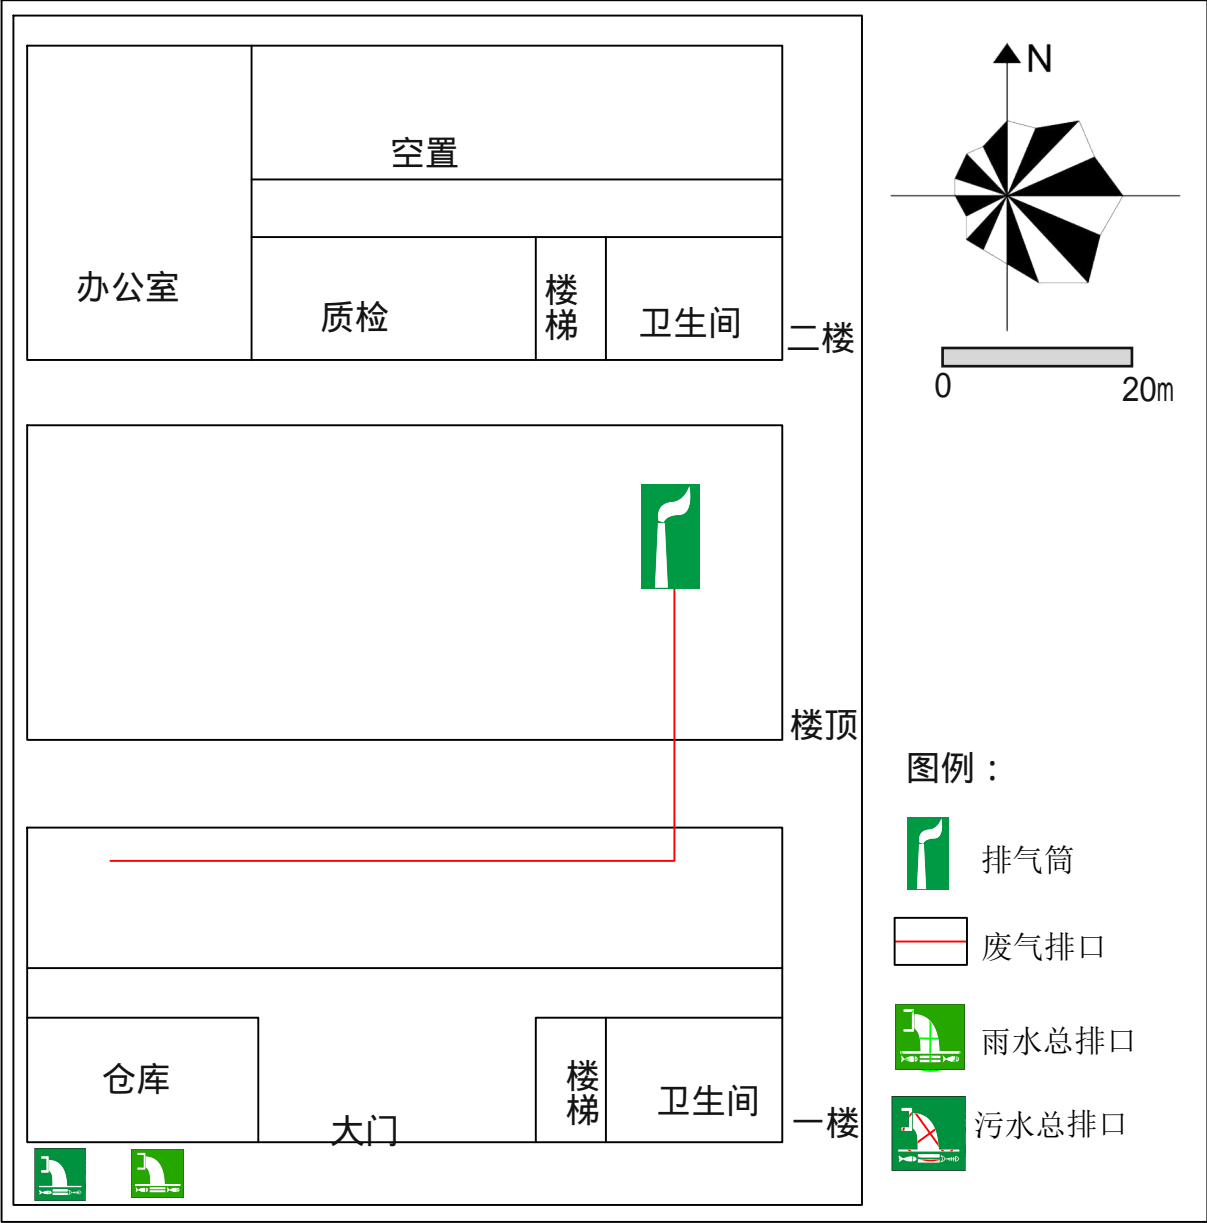 N
空置
办公室
质检
楼梯
卫生间
二楼
0
20m
楼顶
图例：
排气筒
废气排口
雨水总排口
污水总排口
仓库
大门
楼梯
卫生间
一楼